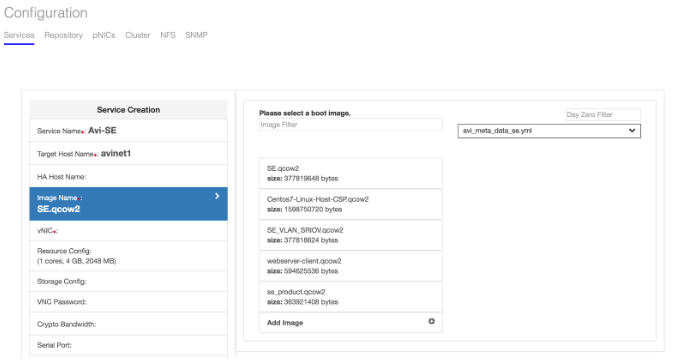 Configuration
Services Repository pNICs Cluster NFS SNMP
Service Creation
Service Name*: Avi-SE
Target Host Name*: avinet1
HA Host Name:
Image Name*:
SE.qcow2
vNIC*:
Resource Config:
(1 cores, 4 GB, 2048 MB)
Storage Config:
VNC Password:
Crypto Bandwidth:
Serial Port:
Please select a boot image.
Image Filter
Day Zero Filter
avi_meta_data_se.yml
SE.qcow2
size: 377819648 bytes
Centos7-Linux-Host-CSP.qcow2
size: 1598750720 bytes
SE_VLAN_SRIOV.qcow2
size: 377818624 bytes
webserver-client.qcow2
size: 594625536 bytes
se_product.qcow2
size: 363921408 bytes
Add Image